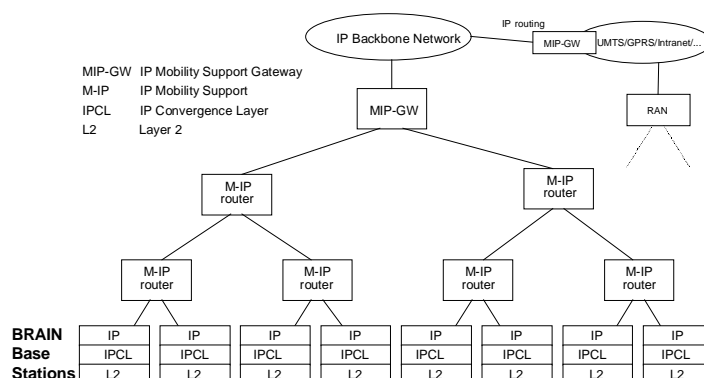 IP routing
IP Backbone Network
MIP-GW
UMTS/GPRS/Intranet/...
MIP-GW IP Mobility Support Gateway
M-IP IP Mobility Support
IPCL IP Convergence Layer
L2 Layer 2
MIP-GW
RAN
M-IP
router
M-IP
router
M-IP
router
M-IP
router
M-IP
router
M-IP
router
BRAIN IP IP IP IP IP IP IP IP
Base IPCL IPCL IPCL IPCL IPCL IPCL IPCL IPCL
Stations L2 L2 L2 L2 L2 L2 L2 L2